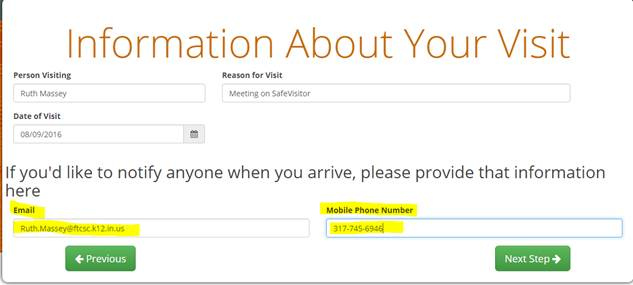 Information About Your Visit
Person Visiting Reason for Visit
Ruth Massey Meeting on SafeVisitor
Date of Visit
08/09/2016
If you'd like to notify anyone when you arrive, please provide that information
here
Email Mobile Phone Number
Ruth.Massey@ftcsc.k12.in.us 317-745-6946
Previous Next Step